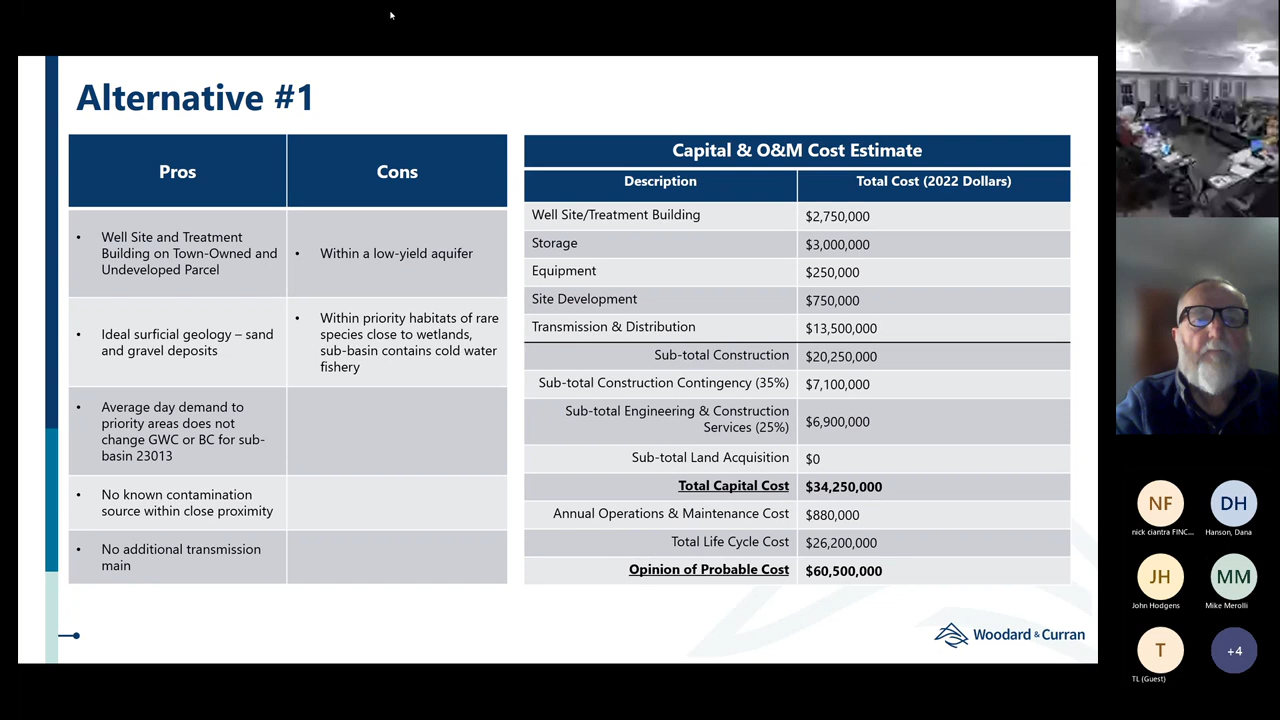 Alternative #1
Pros
Cons
• Well Site and Treatment
Building on Town-Owned and
Undeveloped Parcel
• Within a low-yield aquifer
• Ideal surficial geology – sand
and gravel deposits
• Within priority habitats of rare
species close to wetlands,
sub-basin contains cold water
fishery
• Average day demand to
priority areas does not
change GWC or BC for sub-
basin 23013
• No known contamination
source within close proximity
• No additional transmission
main
Capital & O&M Cost Estimate
Description
Total Cost (2022 Dollars)
Well Site/Treatment Building
$2,750,000
Storage
$3,000,000
Equipment
$250,000
Site Development
$750,000
Transmission & Distribution
$13,500,000
Sub-total Construction
$20,250,000
Sub-total Construction Contingency (35%)
$7,100,000
Sub-total Engineering & Construction
Services (25%)
$6,900,000
Sub-total Land Acquisition
$0
Total Capital Cost
$34,250,000
Annual Operations & Maintenance Cost
$880,000
Total Life Cycle Cost
$26,200,000
Opinion of Probable Cost
$60,500,000
Woodard & Curran
NF
nick ciantra FINC...
DH
Hanson, Dana
JH
John Hodgens
MM
Mike Merolli
T
TL (Guest)
+4